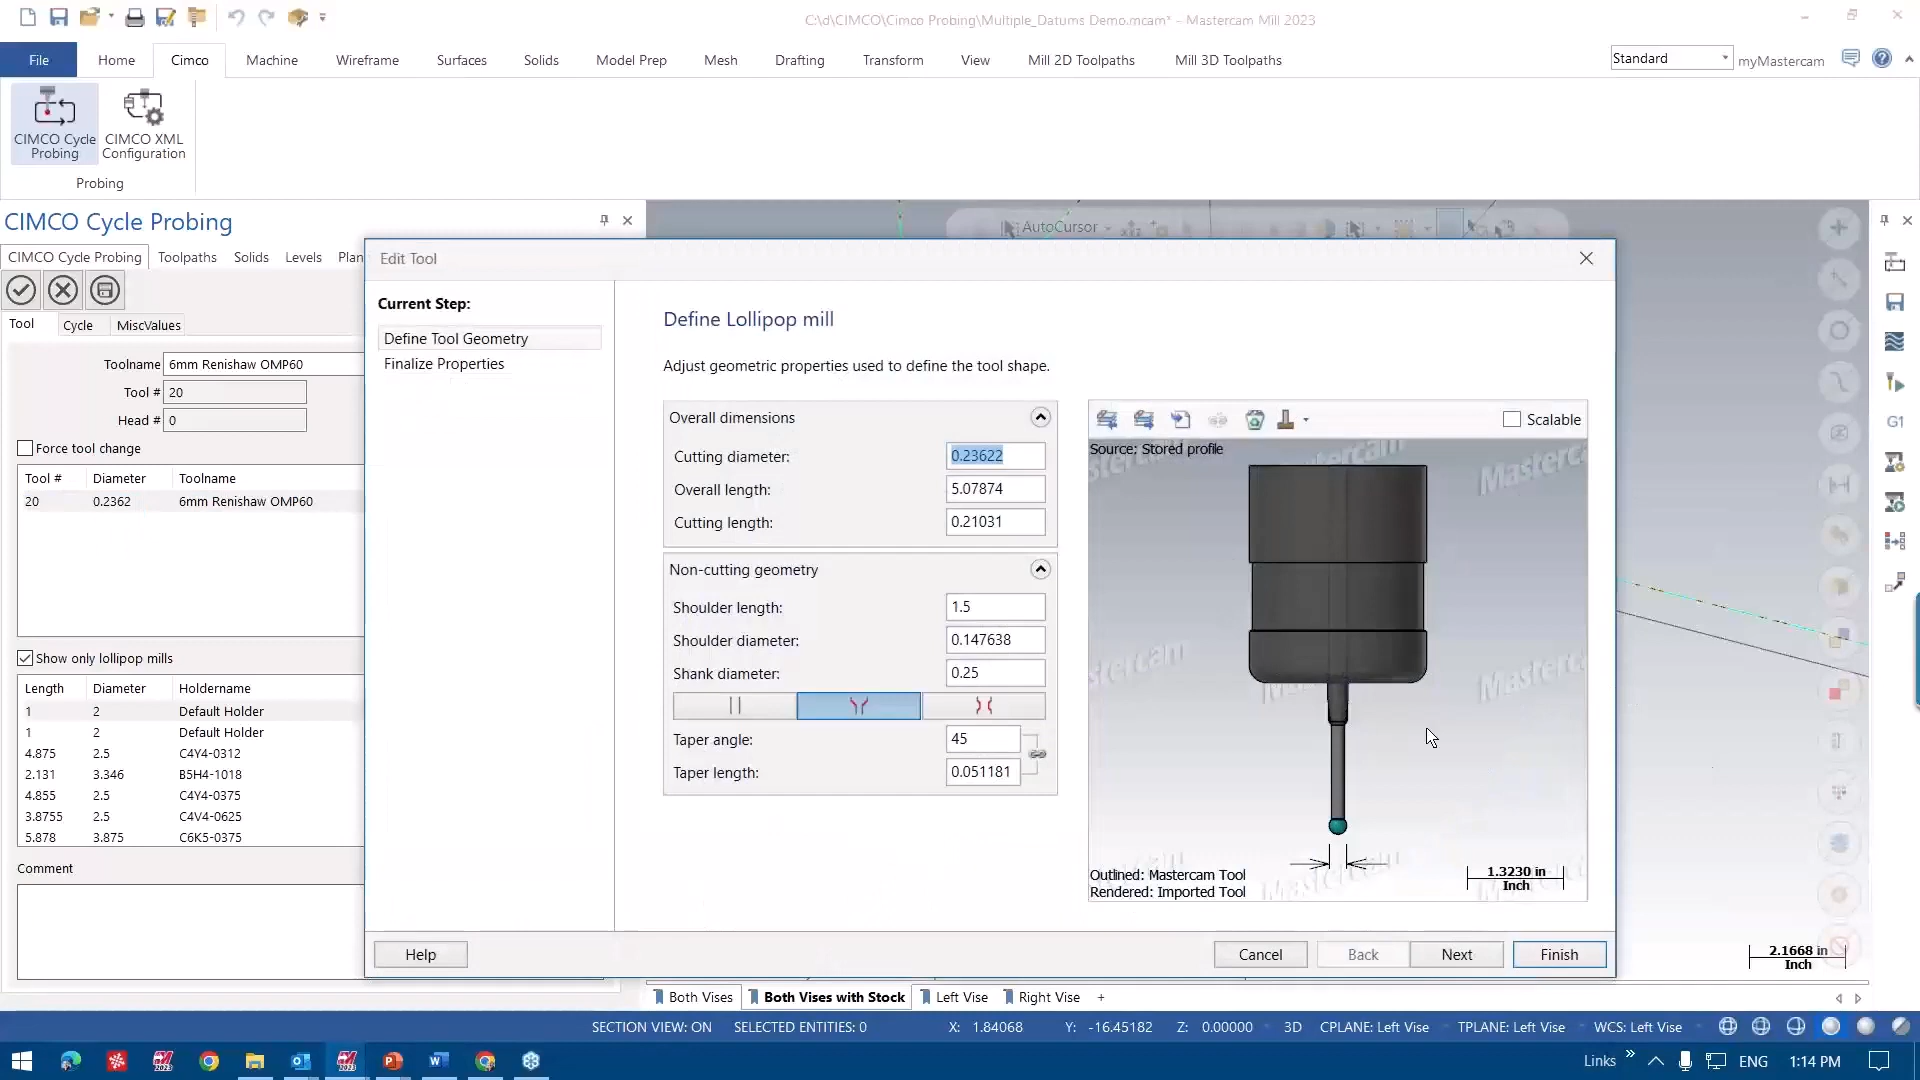 C:\d\CIMCO\Cimco Probing\Multiple_Datums Demo.mcam* - Mastercam Mill 2023
File Home Cimco Machine Wireframe Surfaces Solids Model Prep Mesh Drafting Transform View Mill 2D Toolpaths Mill 3D Toolpaths Standard myMastercam
CIMCO Cycle Probing
CIMCO XML Configuration
Probing
CIMCO Cycle Probing
AutoCursor
CIMCO Cycle Probing Toolpaths Solids Levels Plan
Tool Cycle MiscValues
Toolname 6mm Renishaw OMP60
Tool # 20
Head # 0
Force tool change
Tool # Diameter Toolname
20 0.2362 6mm Renishaw OMP60
Show only lollipop mills
Length Diameter Holdername
1 2 Default Holder
1 2 Default Holder
4.875 2.5 C4Y4-0312
2.131 3.346 B5H4-1018
4.855 2.5 C4Y4-0375
3.8755 2.5 C4V4-0625
5.878 3.875 C6K5-0375
Comment
Edit Tool
Current Step:
Define Tool Geometry
Finalize Properties
Define Lollipop mill
Adjust geometric properties used to define the tool shape.
Overall dimensions
Cutting diameter: 0.23622
Overall length: 5.07874
Cutting length: 0.21031
Non-cutting geometry
Shoulder length: 1.5
Shoulder diameter: 0.147638
Shank diameter: 0.25
Taper angle: 45
Taper length: 0.051181
Scalable
Source: Stored profile
Mastercam
Outlined: Mastercam Tool
Rendered: Imported Tool
1.3230 in
Inch
Help Cancel Back Next Finish
G1
2.1668 in
Inch
Both Vises Both Vises with Stock Left Vise Right Vise +
SECTION VIEW: ON SELECTED ENTITIES: 0 X: 1.84068 Y: -16.45182 Z: 0.00000 3D CPLANE: Left Vise TPLANE: Left Vise WCS: Left Vise
Links ENG 1:14 PM